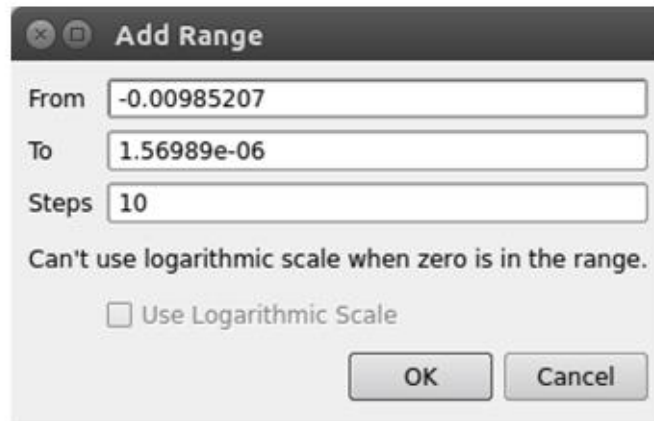 Add Range
From -0.00985207
To 1.56989e-06
Steps 10
Can't use logarithmic scale when zero is in the range.
Use Logarithmic Scale
OK Cancel